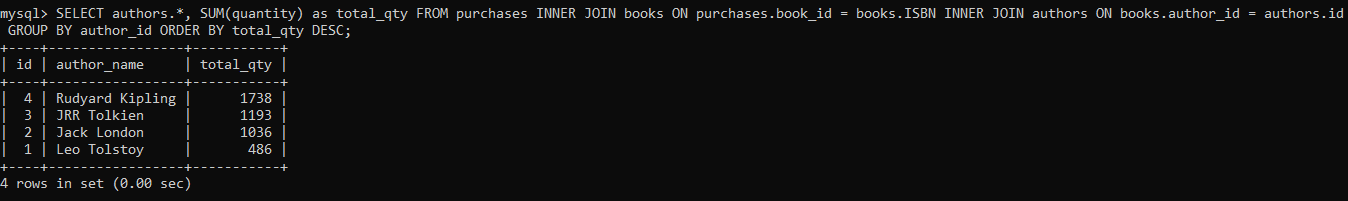 mysql> SELECT authors.*, SUM(quantity) as total_qty FROM purchases INNER JOIN books ON purchases.book_id = books.ISBN INNER JOIN authors ON books.author_id = authors.id
 GROUP BY author_id ORDER BY total_qty DESC;
+----+-----------------+-----------+
| id | author_name     | total_qty |
+----+-----------------+-----------+
|  4 | Rudyard Kipling |      1738 |
|  3 | JRR Tolkien     |      1193 |
|  2 | Jack London     |      1036 |
|  1 | Leo Tolstoy     |       486 |
+----+-----------------+-----------+
4 rows in set (0.00 sec)